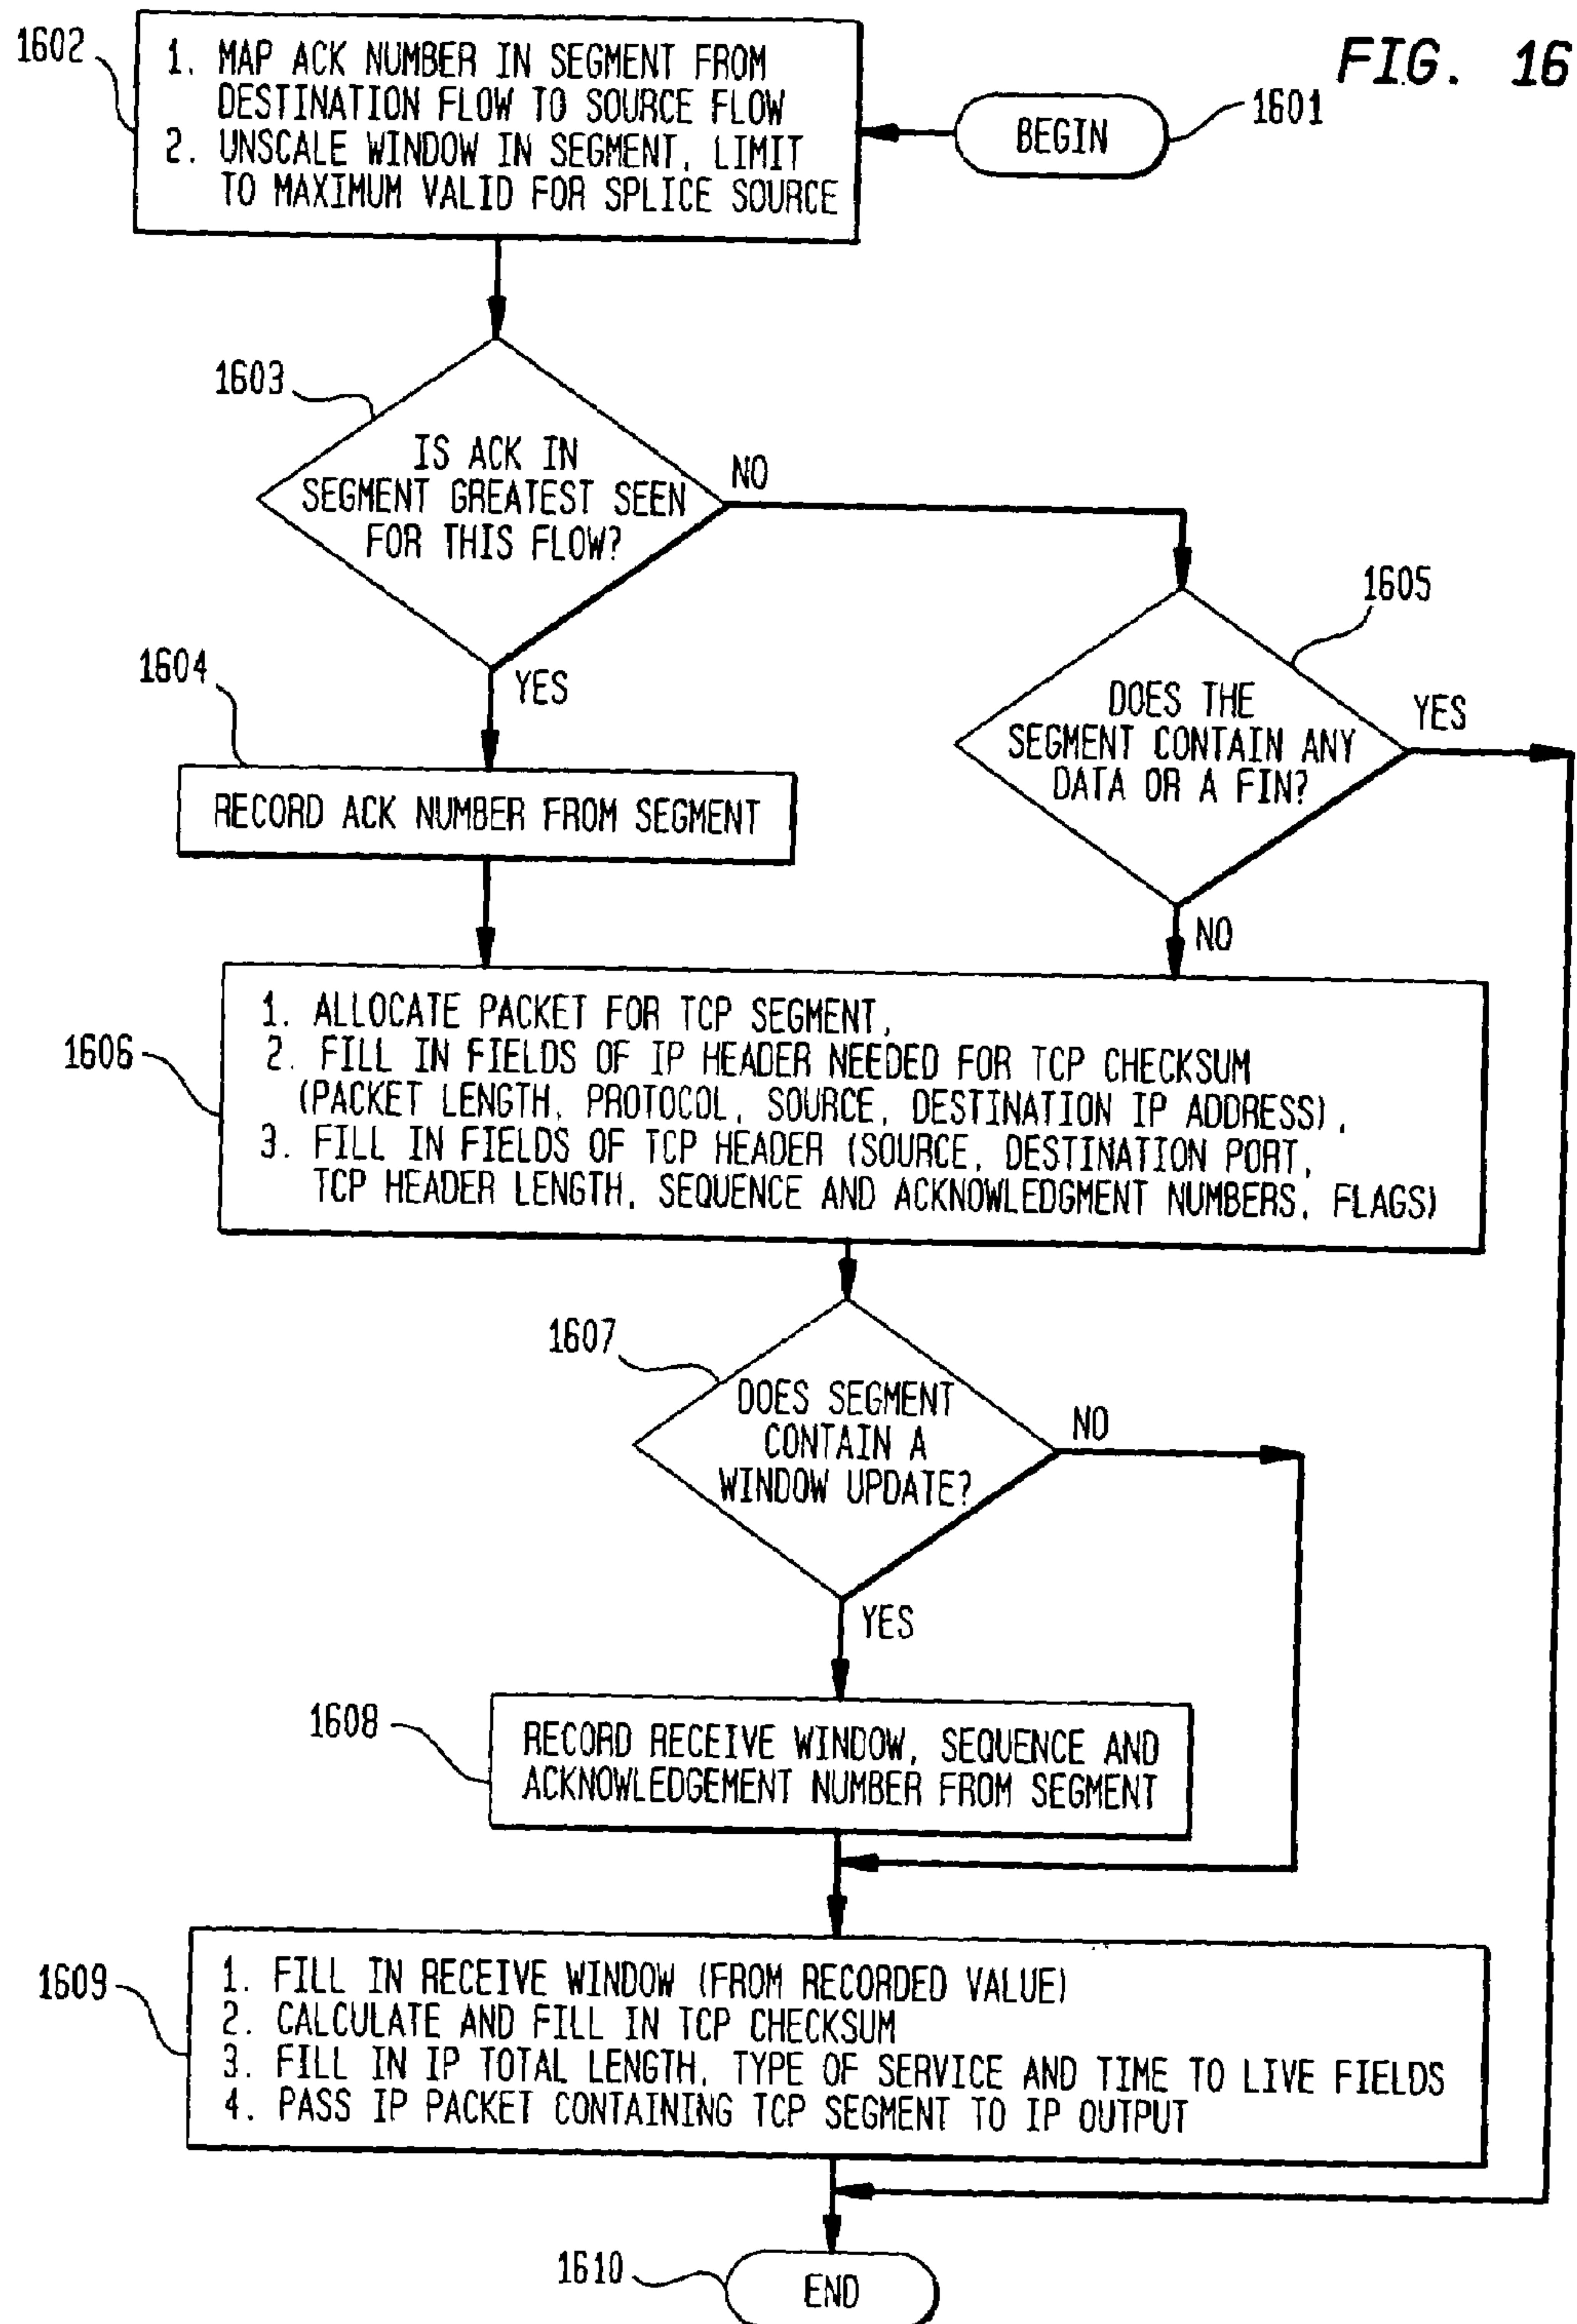 FIG. 16
1601
BEGIN
1602
1. MAP ACK NUMBER IN SEGMENT FROM
DESTINATION FLOW TO SOURCE FLOW
2. UNSCALE WINDOW IN SEGMENT, LIMIT
TO MAXIMUM VALID FOR SPLICE SOURCE
1603
IS ACK IN
SEGMENT GREATEST SEEN
FOR THIS FLOW?
NO
YES
1604
RECORD ACK NUMBER FROM SEGMENT
1605
DOES THE
SEGMENT CONTAIN ANY
DATA OR A FIN?
YES
NO
1606
1. ALLOCATE PACKET FOR TCP SEGMENT,
2. FILL IN FIELDS OF IP HEADER NEEDED FOR TCP CHECKSUM
(PACKET LENGTH, PROTOCOL, SOURCE, DESTINATION IP ADDRESS),
3. FILL IN FIELDS OF TCP HEADER (SOURCE, DESTINATION PORT,
TCP HEADER LENGTH, SEQUENCE AND ACKNOWLEDGMENT NUMBERS, FLAGS)
1607
DOES SEGMENT
CONTAIN A
WINDOW UPDATE?
NO
YES
1608
RECORD RECEIVE WINDOW, SEQUENCE AND
ACKNOWLEDGEMENT NUMBER FROM SEGMENT
1609
1. FILL IN RECEIVE WINDOW (FROM RECORDED VALUE)
2. CALCULATE AND FILL IN TCP CHECKSUM
3. FILL IN IP TOTAL LENGTH, TYPE OF SERVICE AND TIME TO LIVE FIELDS
4. PASS IP PACKET CONTAINING TCP SEGMENT TO IP OUTPUT
1610
END